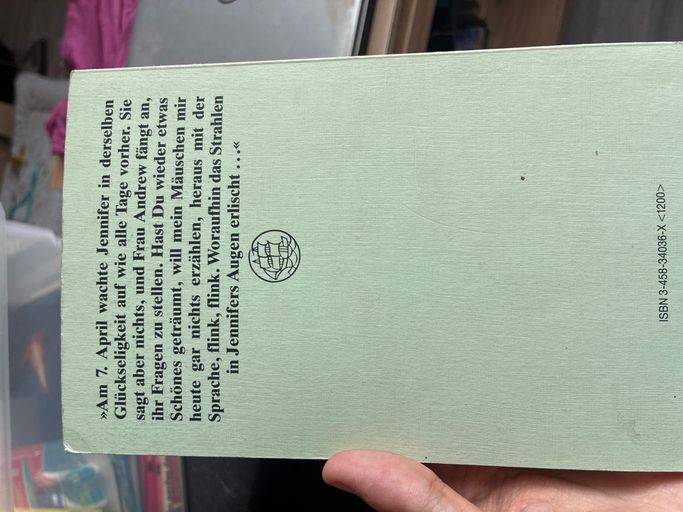 »Am 7. April wachte Jennifer in derselben
Glückseligkeit auf wie alle Tage vorher. Sie
sagt aber nichts, und Frau Andrew fängt an,
ihr Fragen zu stellen. Hast Du wieder etwas
Schönes geträumt, will mein Mäuschen mir
heute gar nichts erzählen, heraus mit der
Sprache, flink, flink. Woraufhin das Strahlen
in Jennifers Augen erlischt ...«
ISBN 3-458-34036-X <1200>